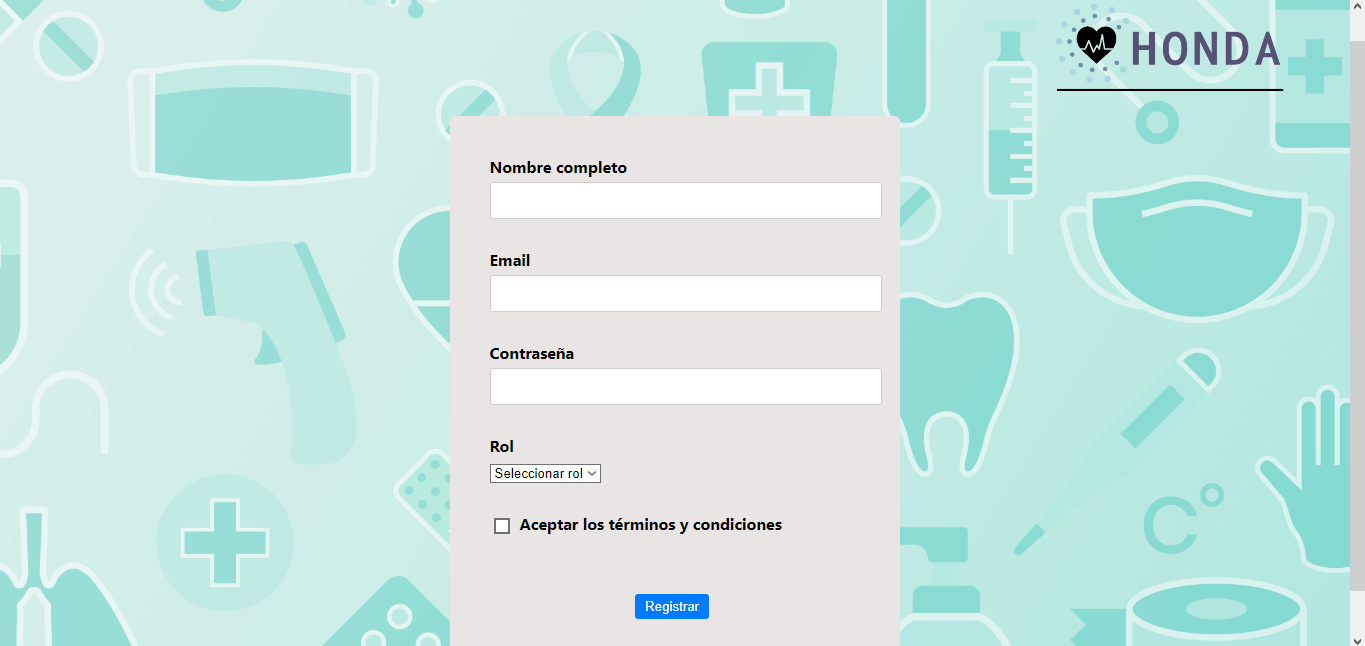 HONDA
Nombre completo
Email
Contraseña
Rol
Seleccionar rol
Aceptar los términos y condiciones
C°
Registrar